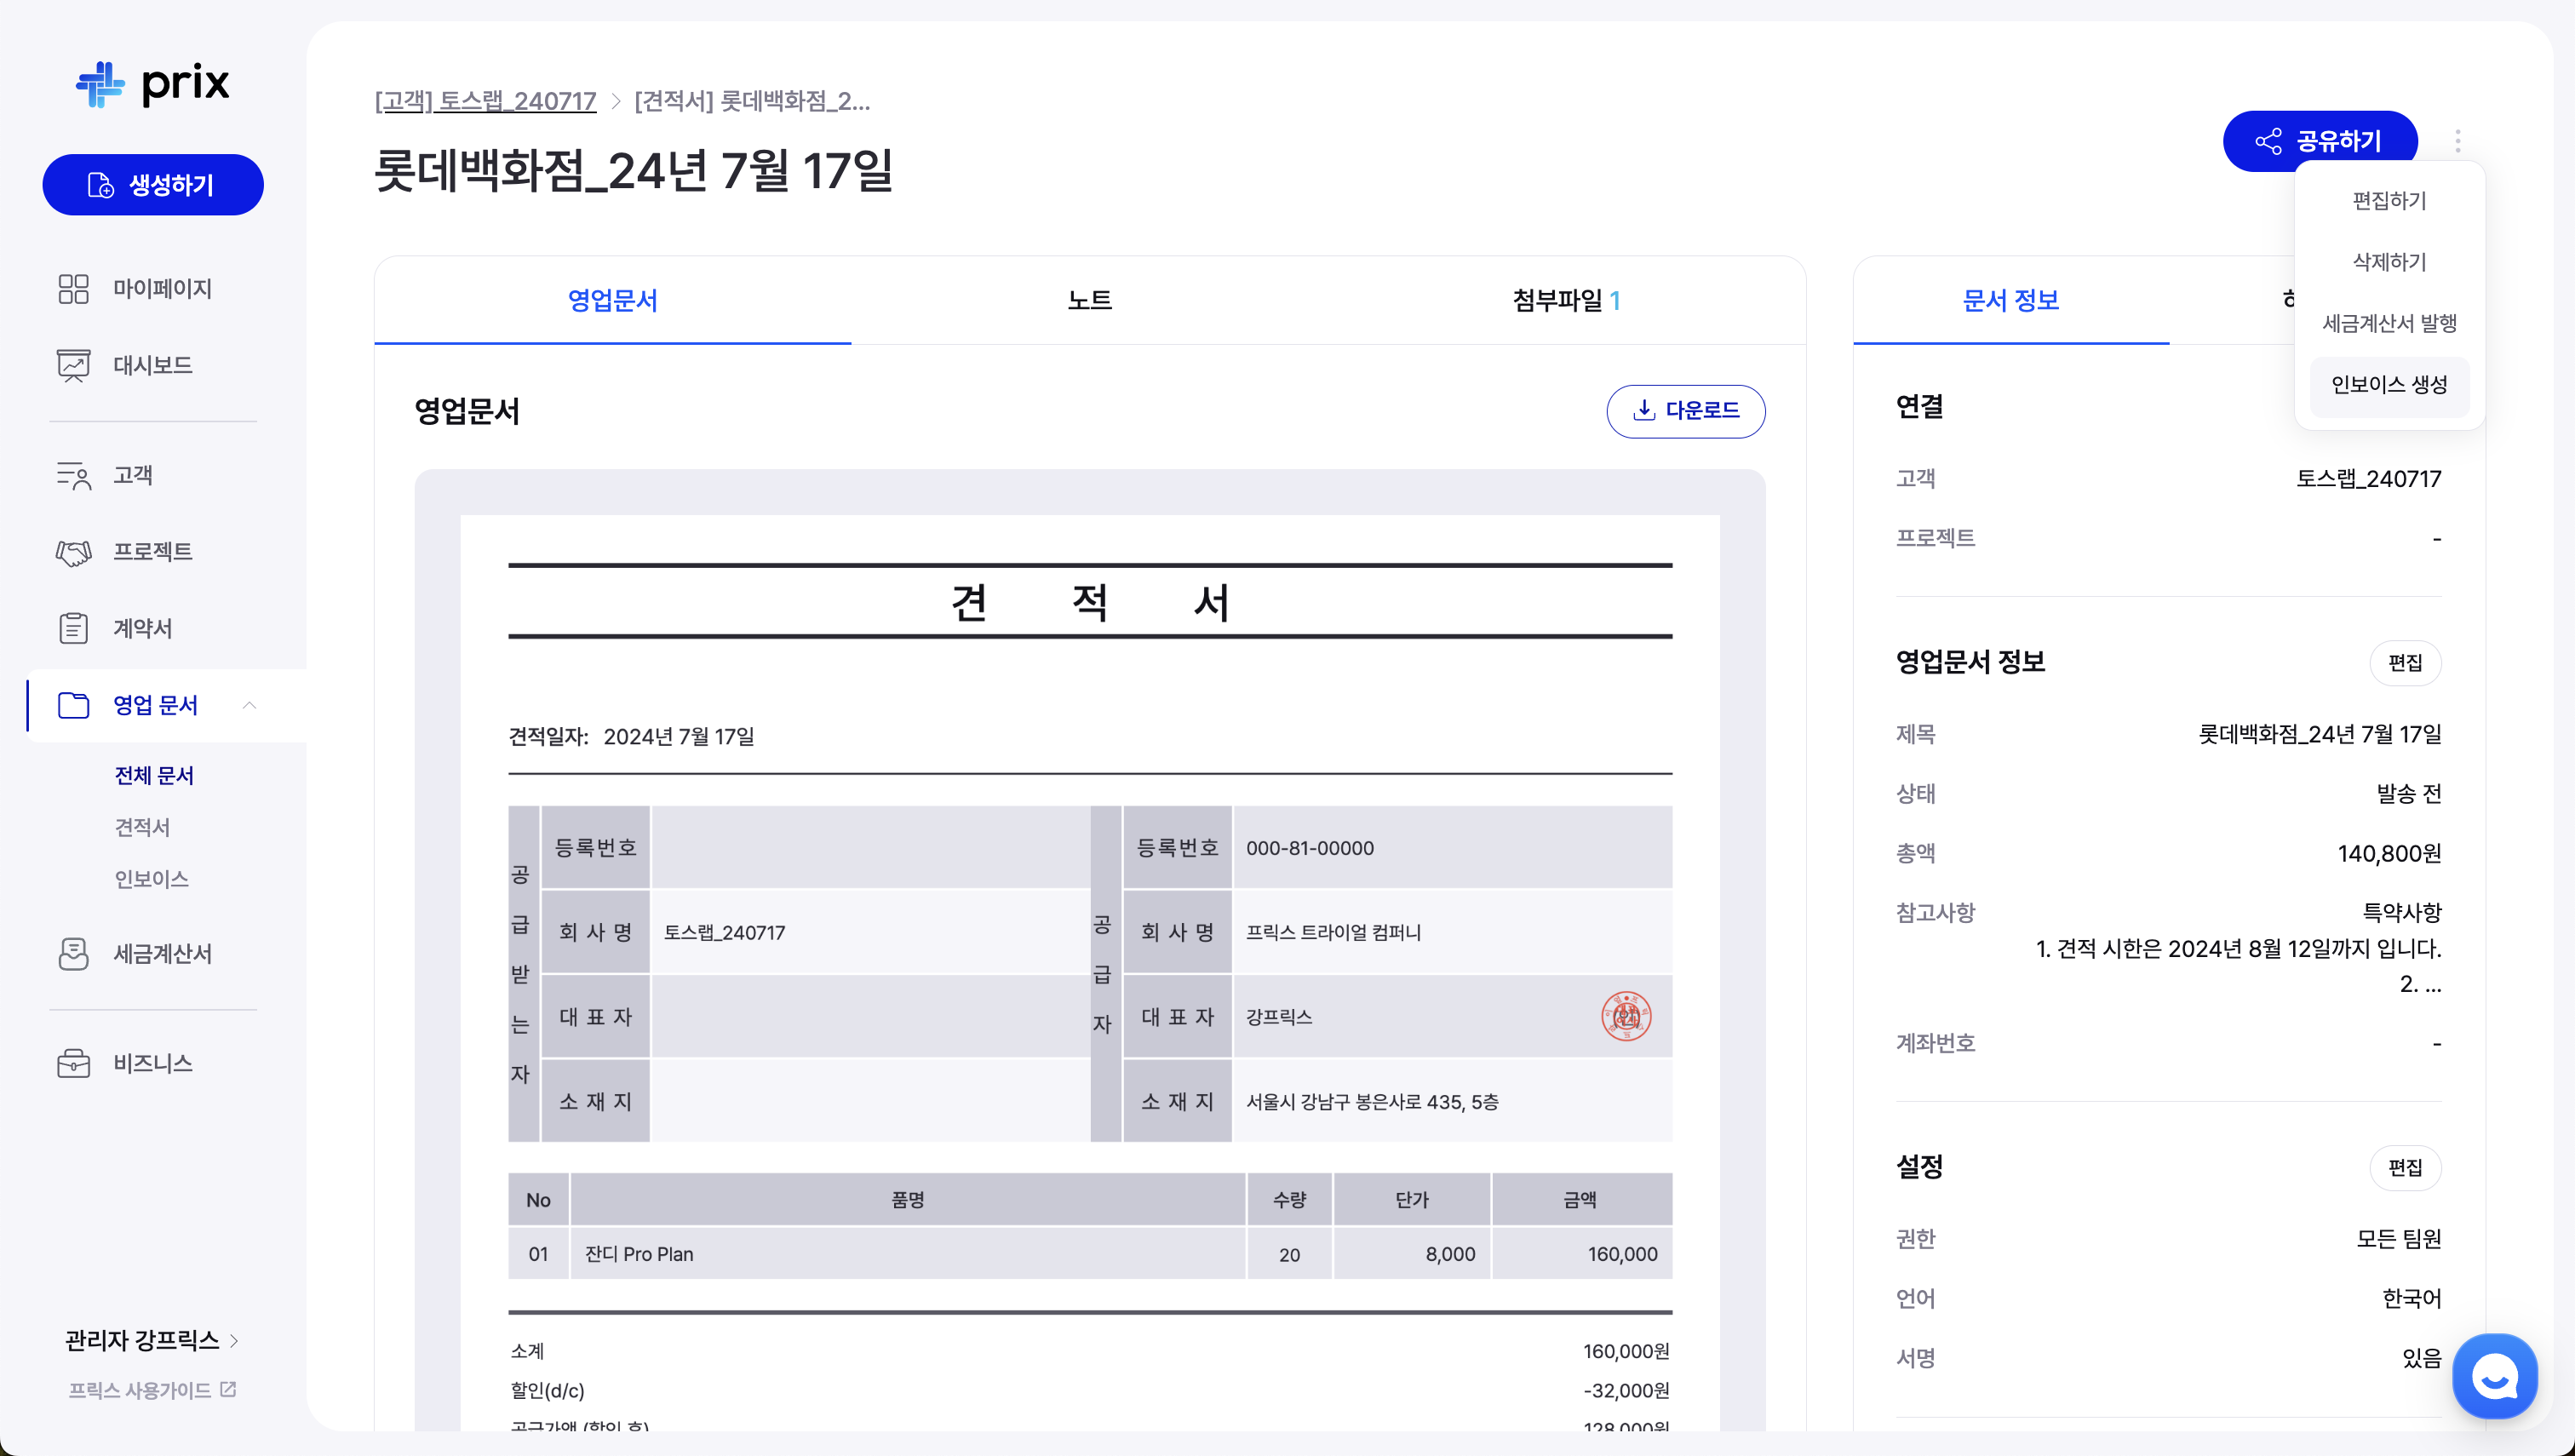 prix
생성하기
마이페이지
대시보드
고객
프로젝트
계약서
영업 문서
전체 문서
견적서
인보이스
세금계산서
비즈니스
관리자 강프릭스
프릭스 사용가이드
[고객] 토스랩_240717 > [견적서] 롯데백화점_2...
롯데백화점_24년 7월 17일
공유하기
편집하기
삭제하기
세금계산서 발행
인보이스 생성
영업문서 노트 첨부파일 1
영업문서
다운로드
견 적 서
견적일자: 2024년 7월 17일
공급받는자
등록번호
회 사 명 토스랩_240717
대 표 자
소 재 지
공급자
등록번호 000-81-00000
회 사 명 프릭스 트라이얼 컴퍼니
대 표 자 강프릭스
소 재 지 서울시 강남구 봉은사로 435, 5층
No 품명 수량 단가 금액
01 잔디 Pro Plan 20 8,000 160,000
소계 160,000원
할인(d/c) -32,000원
공급가액 (할인 후) 128,000원
문서 정보
연결
고객 토스랩_240717
프로젝트 -
영업문서 정보 편집
제목 롯데백화점_24년 7월 17일
상태 발송 전
총액 140,800원
참고사항 특약사항
1. 견적 시한은 2024년 8월 12일까지 입니다.
2. ...
계좌번호 -
설정 편집
권한 모든 팀원
언어 한국어
서명 있음